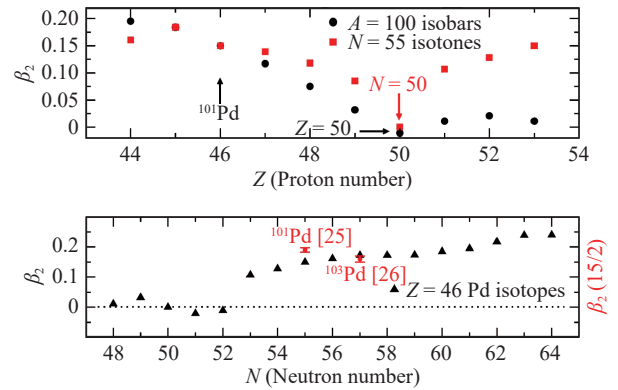 0.20
0.15
0.10
0.05
0
β₂
A = 100 isobars
N = 55 isotones
¹⁰¹Pd
N = 50
Z = 50
44 46 48 50 52 54
Z (Proton number)
0.2
0.1
0
β₂
¹⁰¹Pd [25]
¹⁰³Pd [26]
Z = 46 Pd isotopes
β₂ (15/2)
48 50 52 54 56 58 60 62 64
N (Neutron number)